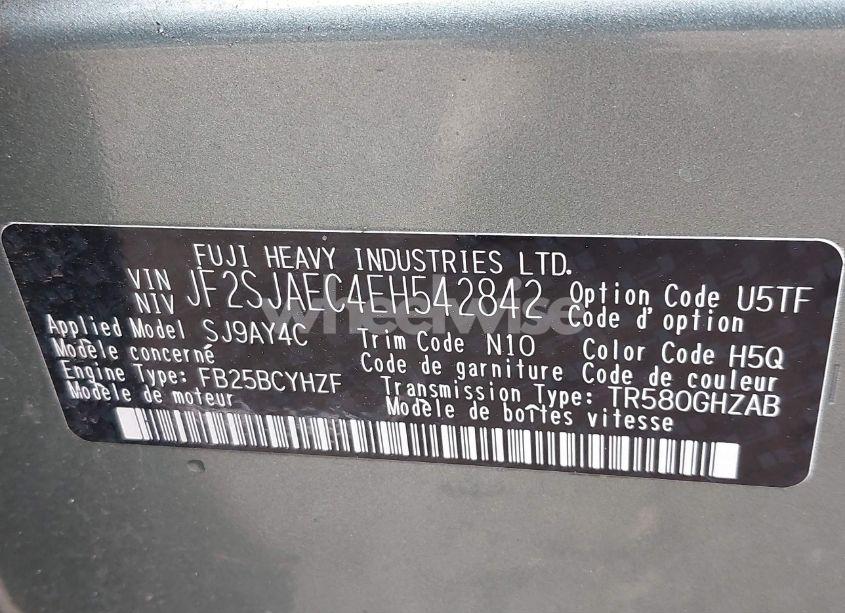 FUJI HEAVY INDUSTRIES LTD.
VIN
NIV JF2SJAEC4EH542842 Option Code U5TF
Code d'option
Applied Model SJ9AY4C Trim Code N10 Color Code H5Q
Modèle concerné Code de garniture Code de couleur
Engine Type: FB25BCYHZF Transmission Type: TR580GHZAB
Modèle de moteur Modèle de boîtes vitesse
wheelwise